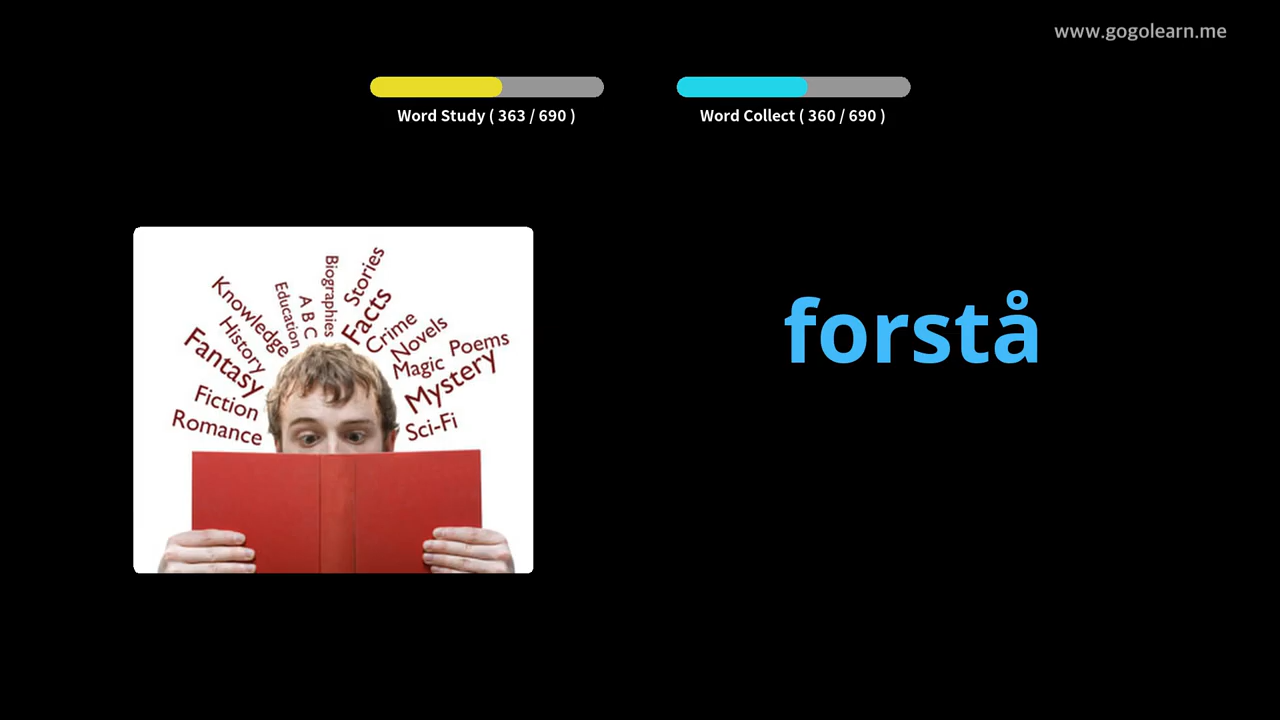 www.gogolearn.me
Word Study ( 363 / 690 )
Word Collect ( 360 / 690 )
forstå
Biographies
Stories
Education
A B C
Facts
Knowledge
History
Crime
Novels
Poems
Fantasy
Magic
Mystery
Fiction
Romance
Sci-Fi